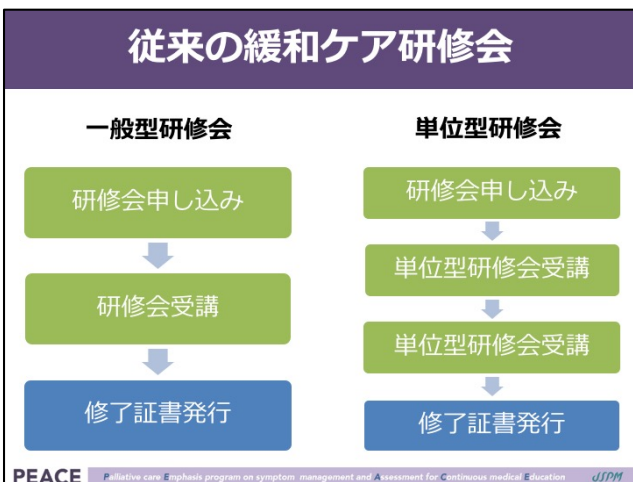 従来の緩和ケア研修会
一般型研修会
研修会申し込み
研修会受講
修了証書発行
単位型研修会
研修会申し込み
単位型研修会受講
単位型研修会受講
修了証書発行
PEACE Palliative care Emphasis program on symptom management and Assessment for Continuous medical Education JSPM